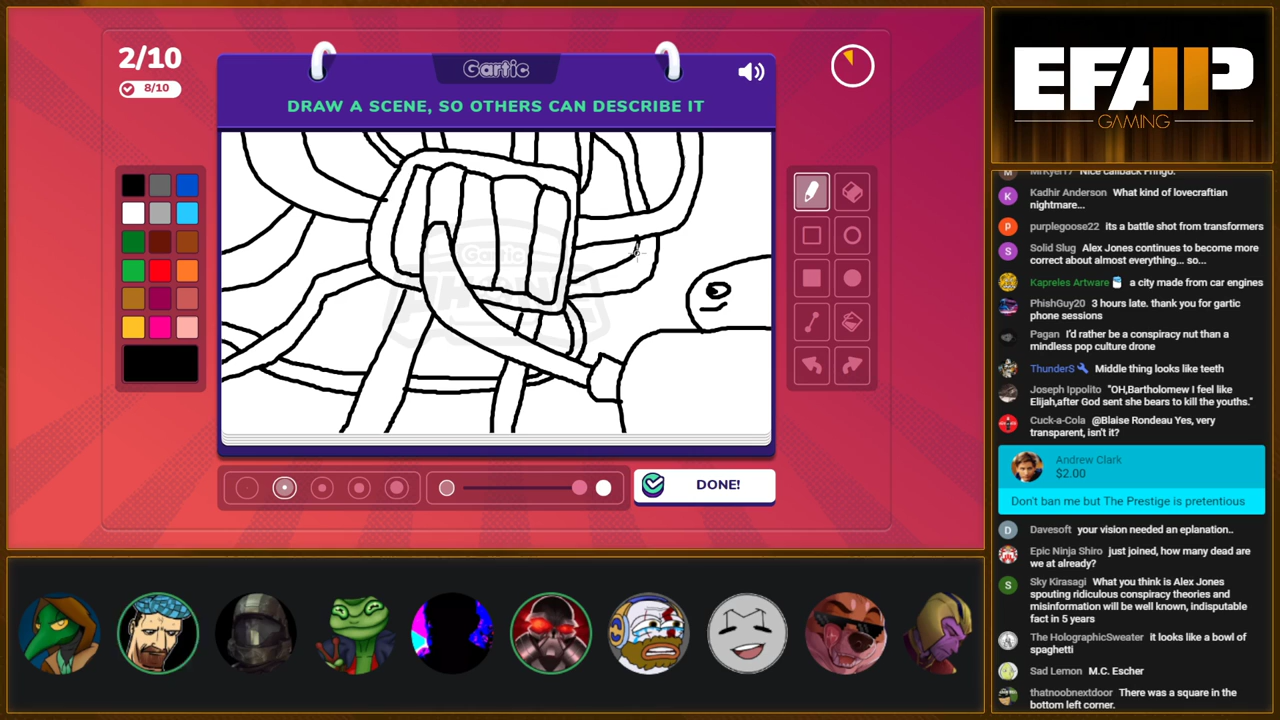 2/10
8/10
Gartic
DRAW A SCENE, SO OTHERS CAN DESCRIBE IT
Gartic
PHONE
DONE!
EFAP
GAMING
MrKyel17 Nice callback Fringo.
Kadhir Anderson What kind of lovecraftian
nightmare...
purplegoose22 its a battle shot from transformers
Solid Slug Alex Jones continues to become more
correct about almost everything... so...
Kapreles Artware a city made from car engines
PhishGuy20 3 hours late. thank you for gartic
phone sessions
Pagan I'd rather be a conspiracy nut than a
mindless pop culture drone
ThunderS Middle thing looks like teeth
Joseph Ippolito "OH,Bartholomew I feel like
Elijah,after God sent she bears to kill the youths."
Cuck-a-Cola @Blaise Rondeau Yes, very
transparent, isn't it?
Andrew Clark
$2.00
Don't ban me but The Prestige is pretentious
Davesoft your vision needed an eplanation..
Epic Ninja Shiro just joined, how many dead are
we at already?
Sky Kirasagi What you think is Alex Jones
spouting ridiculous conspiracy theories and
misinformation will be well known, indisputable
fact in 5 years
The HolographicSweater it looks like a bowl of
spaghetti
Sad Lemon M.C. Escher
thatnoobnextdoor There was a square in the
bottom left corner.